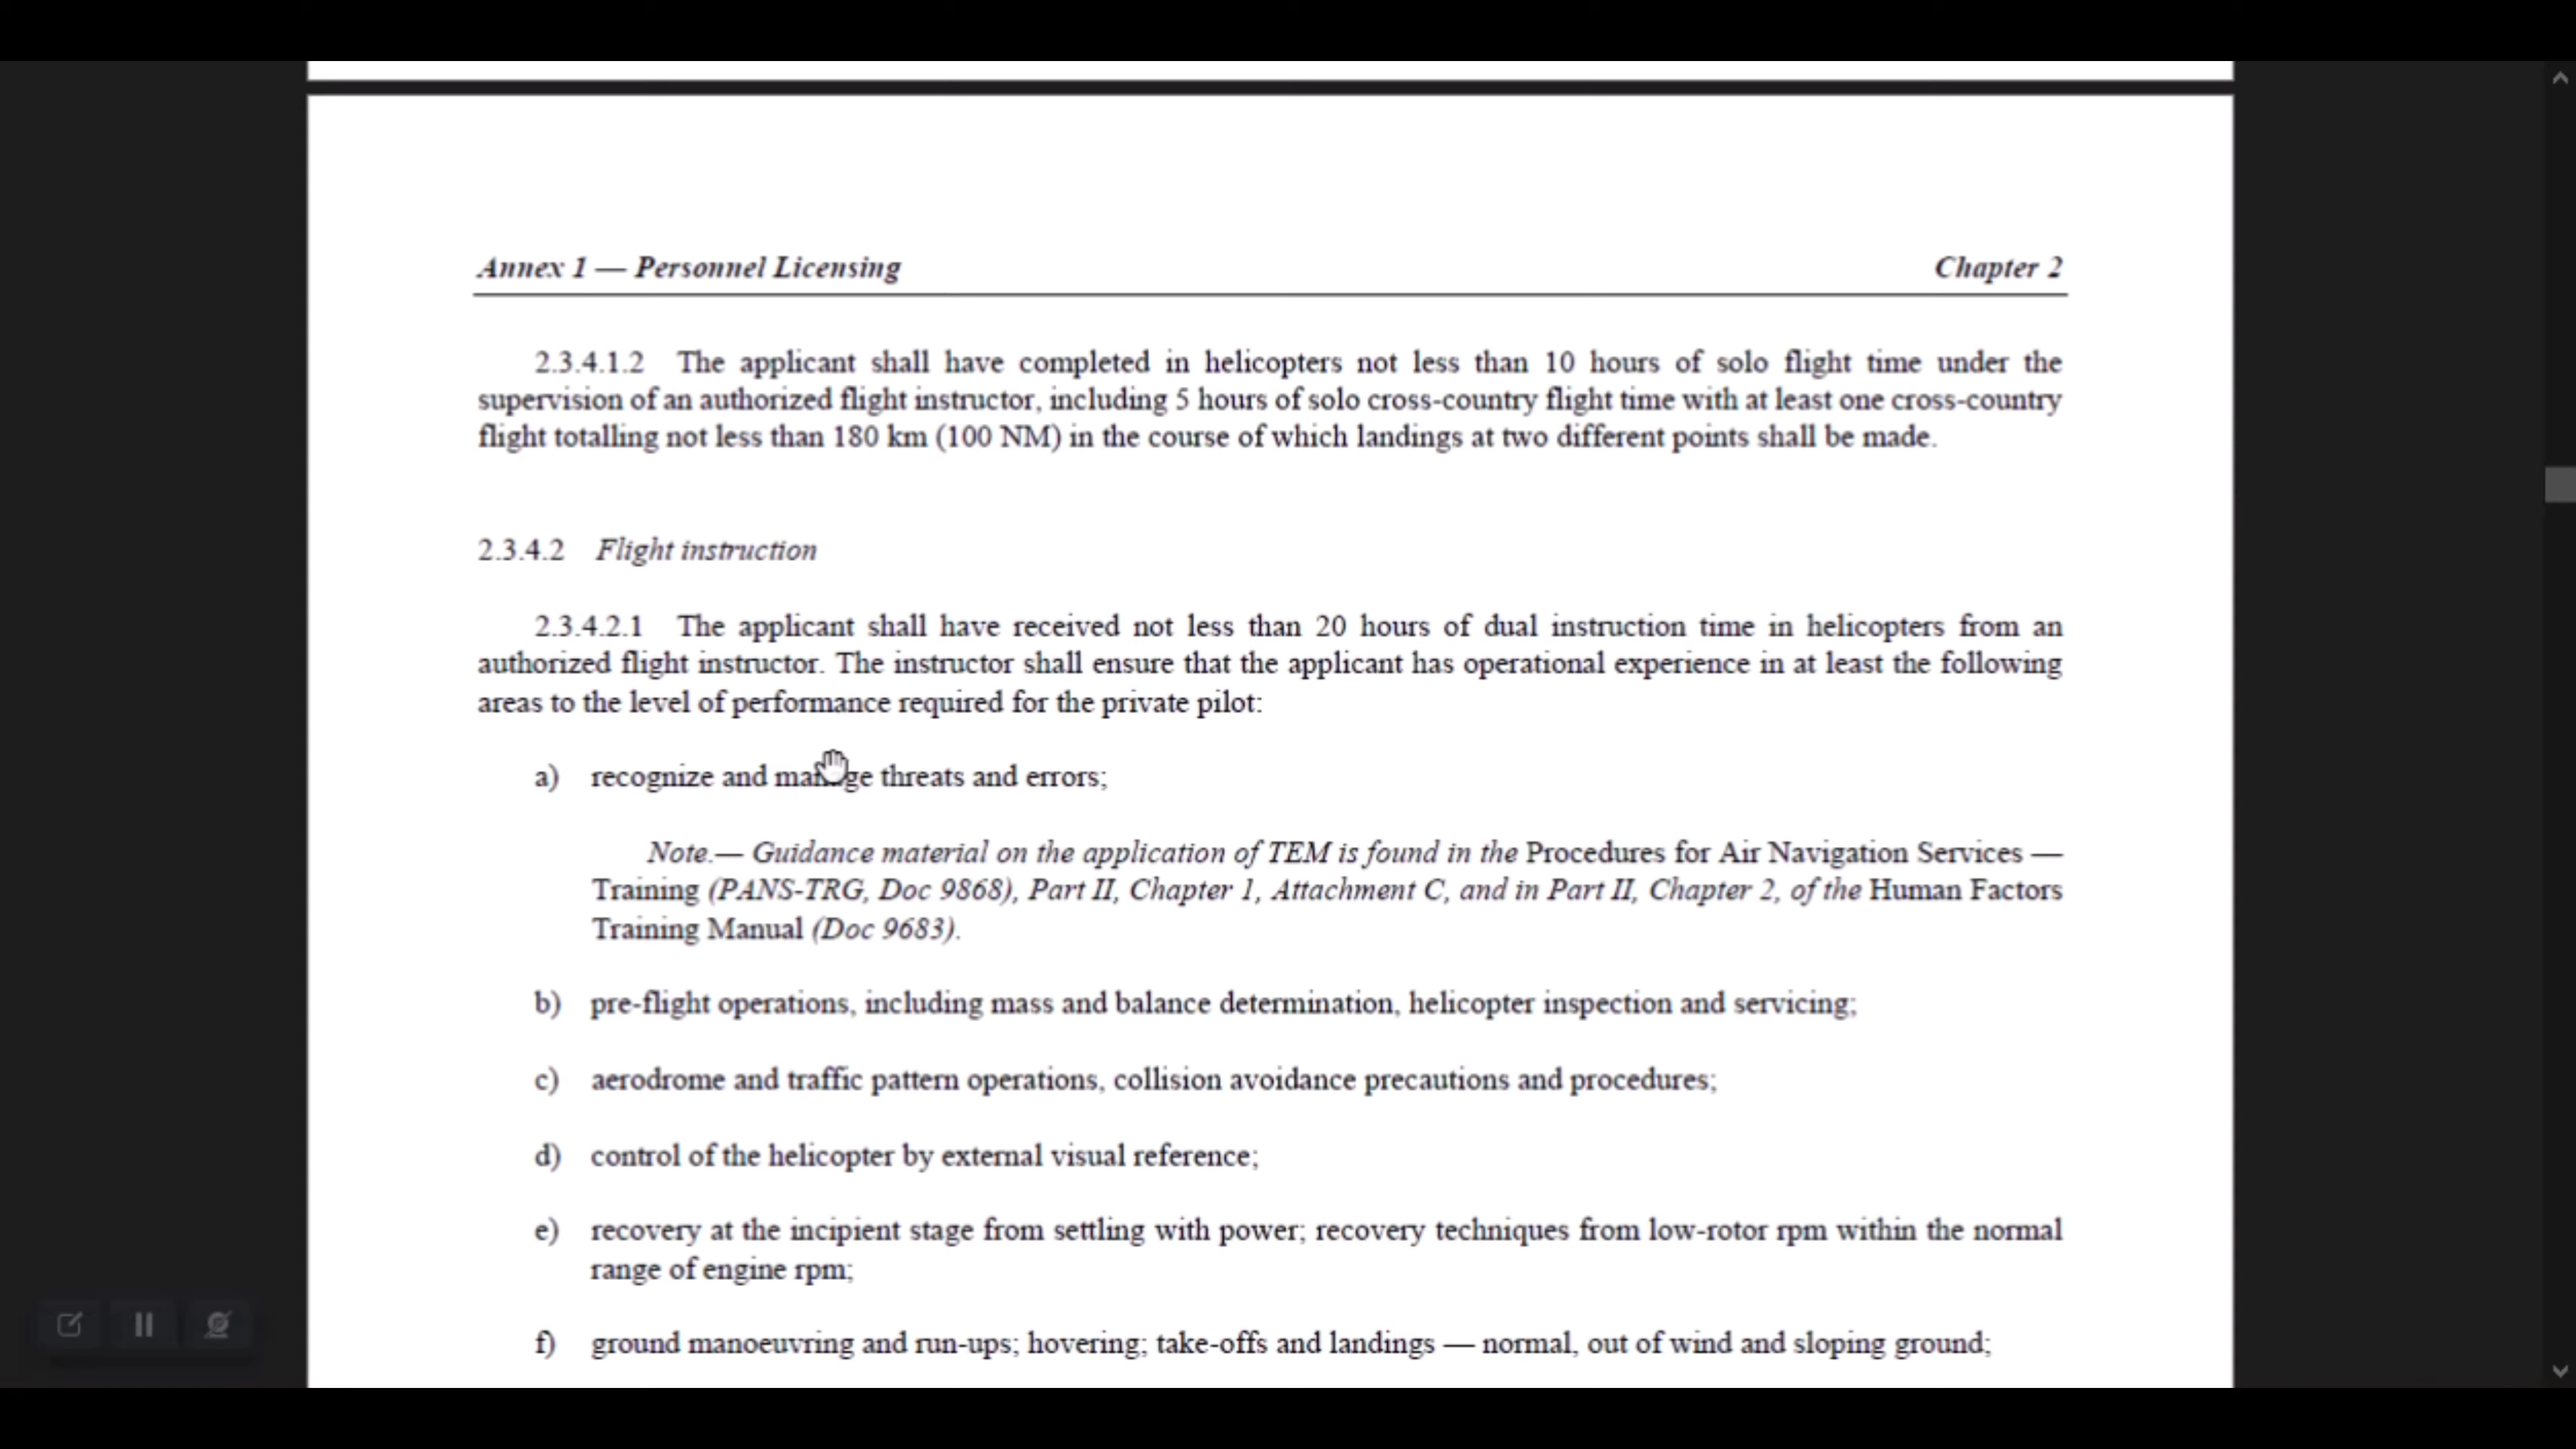 Annex 1 — Personnel Licensing Chapter 2
2.3.4.1.2 The applicant shall have completed in helicopters not less than 10 hours of solo flight time under the
supervision of an authorized flight instructor, including 5 hours of solo cross-country flight time with at least one cross-country
flight totalling not less than 180 km (100 NM) in the course of which landings at two different points shall be made.
2.3.4.2 Flight instruction
2.3.4.2.1 The applicant shall have received not less than 20 hours of dual instruction time in helicopters from an
authorized flight instructor. The instructor shall ensure that the applicant has operational experience in at least the following
areas to the level of performance required for the private pilot:
a) recognize and manage threats and errors;
Note.— Guidance material on the application of TEM is found in the Procedures for Air Navigation Services —
Training (PANS-TRG, Doc 9868), Part II, Chapter 1, Attachment C, and in Part II, Chapter 2, of the Human Factors
Training Manual (Doc 9683).
b) pre-flight operations, including mass and balance determination, helicopter inspection and servicing;
c) aerodrome and traffic pattern operations, collision avoidance precautions and procedures;
d) control of the helicopter by external visual reference;
e) recovery at the incipient stage from settling with power; recovery techniques from low-rotor rpm within the normal
range of engine rpm;
f) ground manoeuvring and run-ups; hovering; take-offs and landings — normal, out of wind and sloping ground;